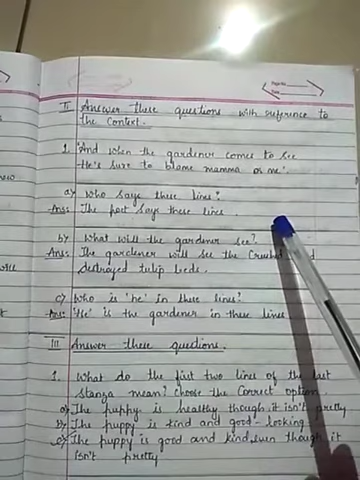 Page No.
Date
II Answer these questions with reference to
the Context.
1. 'And when the gardener comes to see
He's sure to blame mamma or me'.
a) Who says these lines?
Ans: The poet says these lines.
b) What will the gardener see?
Ans: The gardener will see the Crushed and
destroyed tulip beds.
c) Who is 'he' in these lines?
Ans: 'He' is the gardener in these lines
III Answer these questions.
1. What do the first two lines of the last
stanza mean? Choose the Correct option.
a) The puppy is healthy though it isn't pretty
b) The puppy is kind and good-looking.
c) The puppy is good and kind, even though it
isn't pretty